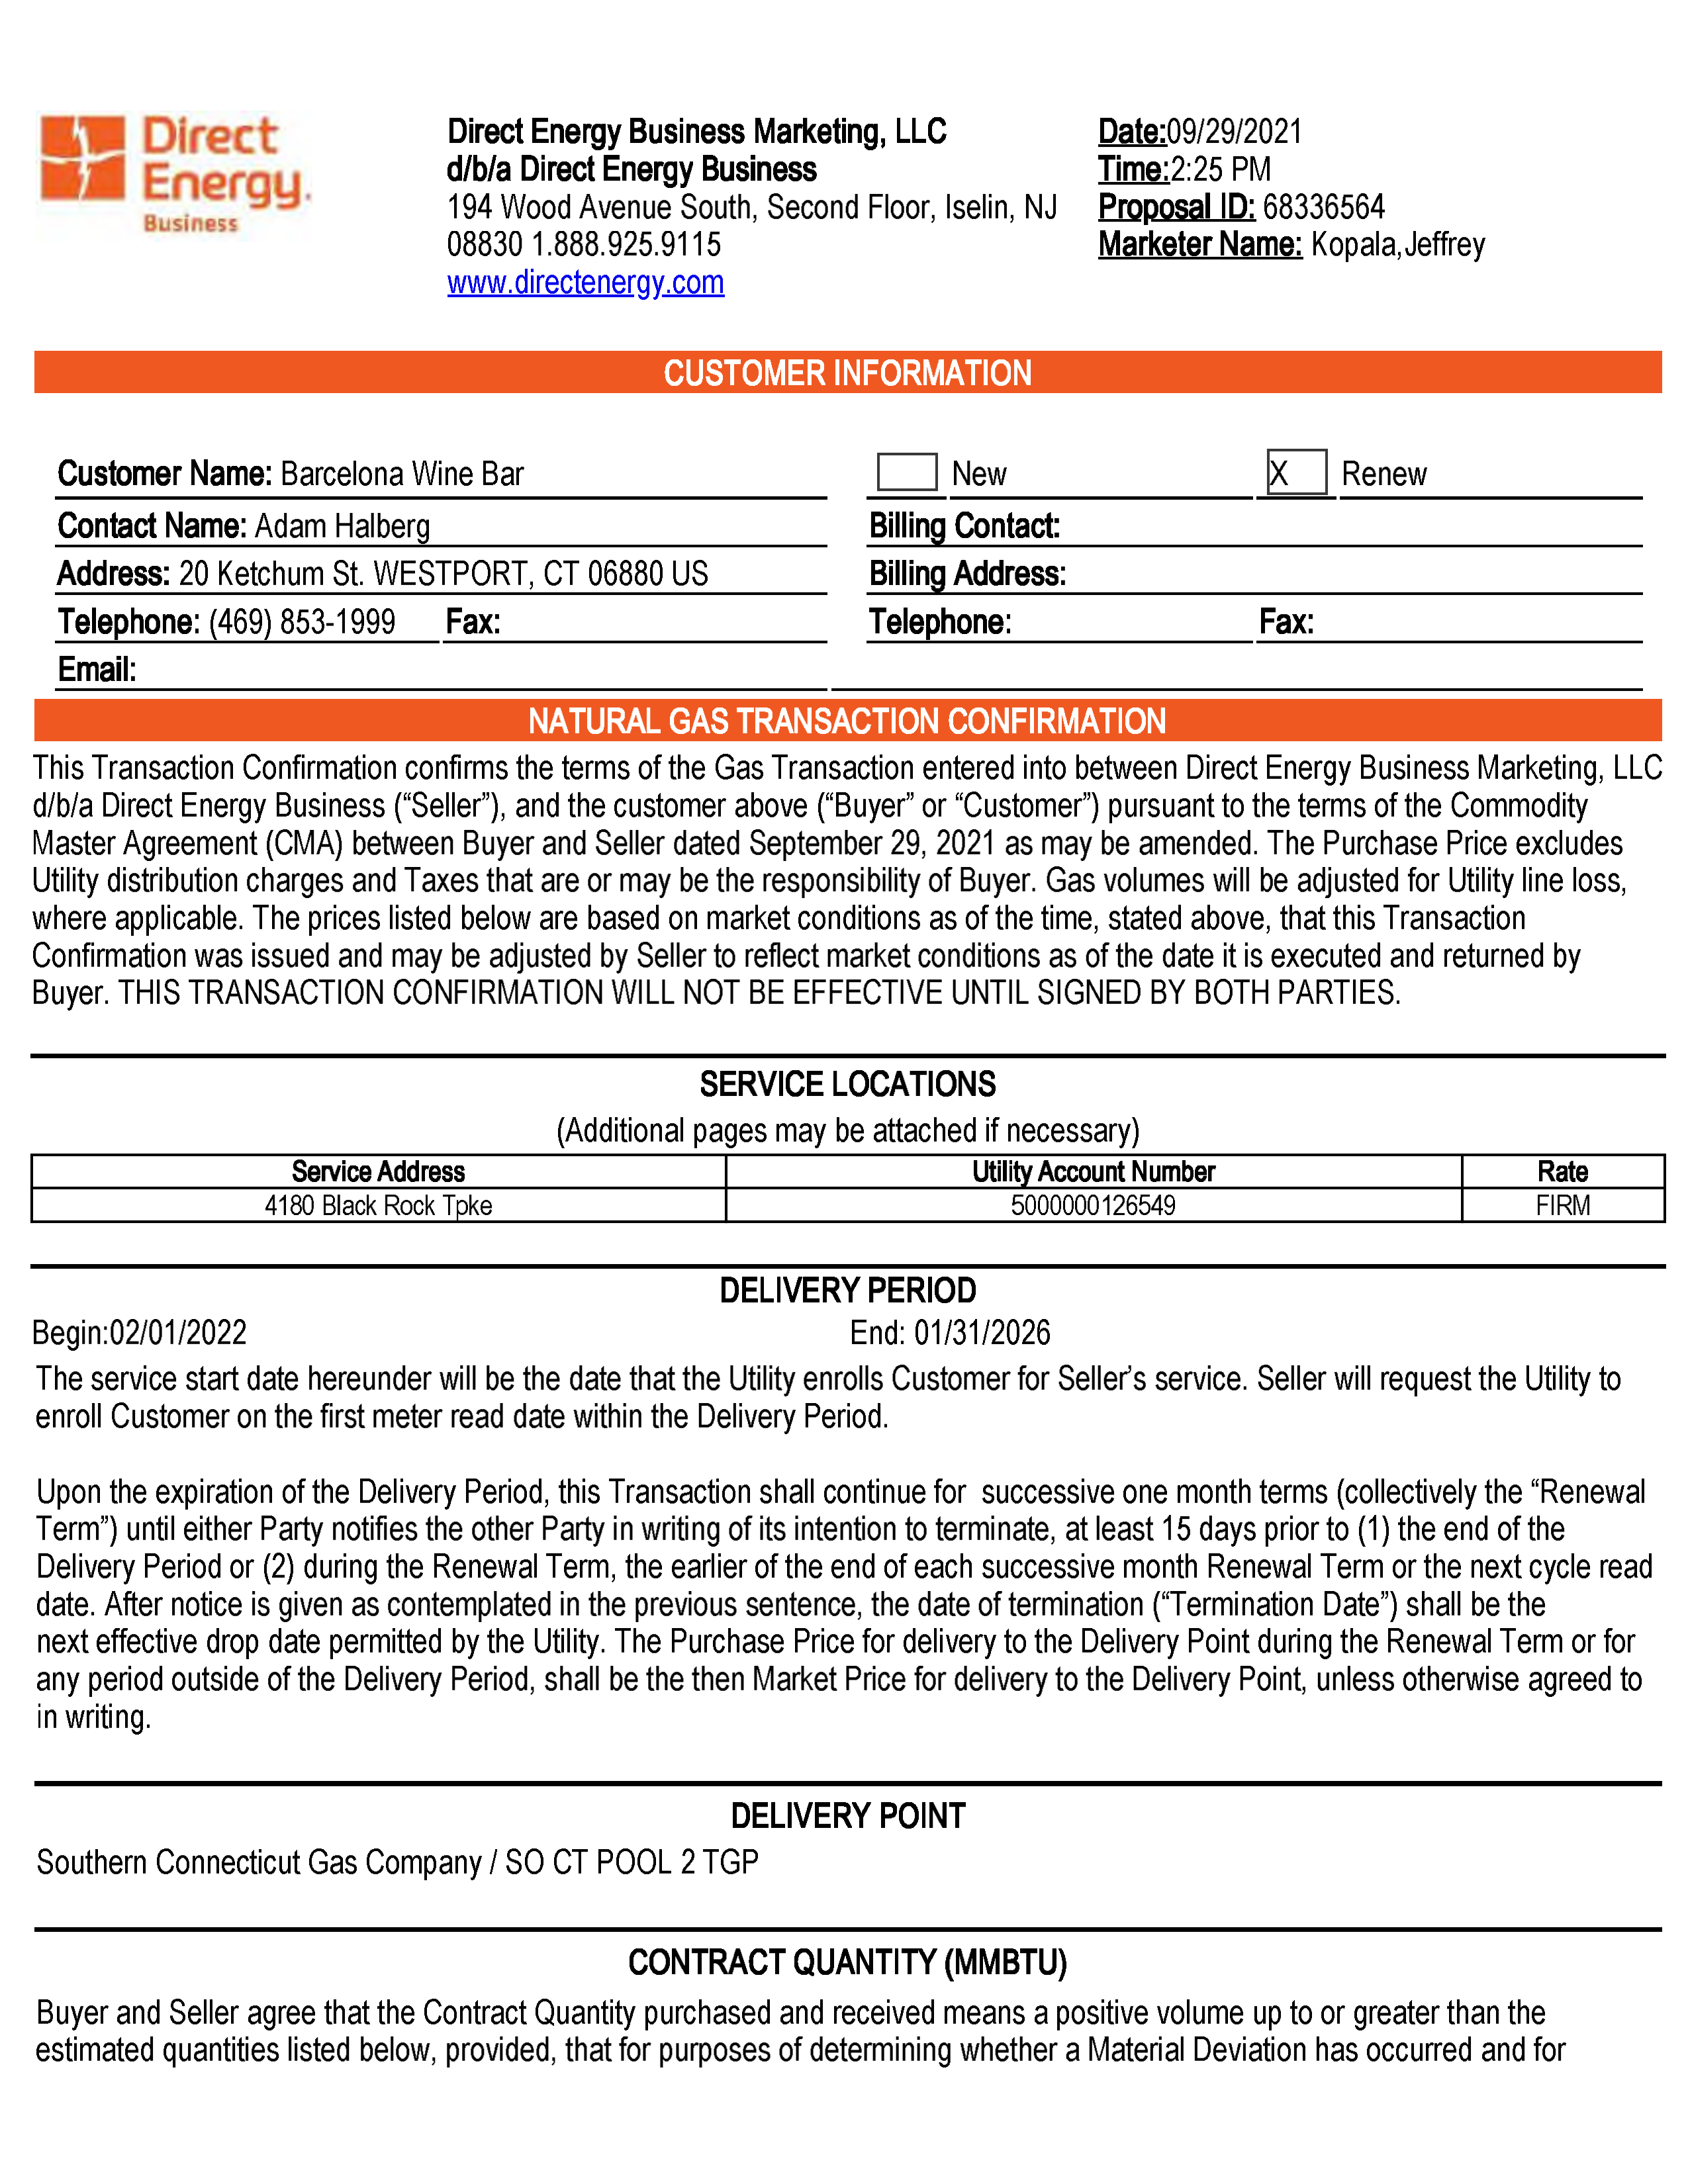 Direct
Energy.
Business
Direct Energy Business Marketing, LLC
d/b/a Direct Energy Business
194 Wood Avenue South, Second Floor, Iselin, NJ
08830 1.888.925.9115
www.directenergy.com
Date:09/29/2021
Time:2:25 PM
Proposal ID: 68336564
Marketer Name: Kopala,Jeffrey
CUSTOMER INFORMATION
Customer Name: Barcelona Wine Bar
New
X Renew
Contact Name: Adam Halberg
Billing Contact:
Address: 20 Ketchum St. WESTPORT, CT 06880 US
Billing Address:
Telephone: (469) 853-1999 Fax:
Telephone: Fax:
Email:
NATURAL GAS TRANSACTION CONFIRMATION
This Transaction Confirmation confirms the terms of the Gas Transaction entered into between Direct Energy Business Marketing, LLC
d/b/a Direct Energy Business (“Seller”), and the customer above (“Buyer” or “Customer”) pursuant to the terms of the Commodity
Master Agreement (CMA) between Buyer and Seller dated September 29, 2021 as may be amended. The Purchase Price excludes
Utility distribution charges and Taxes that are or may be the responsibility of Buyer. Gas volumes will be adjusted for Utility line loss,
where applicable. The prices listed below are based on market conditions as of the time, stated above, that this Transaction
Confirmation was issued and may be adjusted by Seller to reflect market conditions as of the date it is executed and returned by
Buyer. THIS TRANSACTION CONFIRMATION WILL NOT BE EFFECTIVE UNTIL SIGNED BY BOTH PARTIES.
SERVICE LOCATIONS
(Additional pages may be attached if necessary)
Service Address Utility Account Number Rate
4180 Black Rock Tpke 5000000126549 FIRM
DELIVERY PERIOD
Begin:02/01/2022 End: 01/31/2026
The service start date hereunder will be the date that the Utility enrolls Customer for Seller’s service. Seller will request the Utility to
enroll Customer on the first meter read date within the Delivery Period.
Upon the expiration of the Delivery Period, this Transaction shall continue for successive one month terms (collectively the “Renewal
Term”) until either Party notifies the other Party in writing of its intention to terminate, at least 15 days prior to (1) the end of the
Delivery Period or (2) during the Renewal Term, the earlier of the end of each successive month Renewal Term or the next cycle read
date. After notice is given as contemplated in the previous sentence, the date of termination (“Termination Date”) shall be the
next effective drop date permitted by the Utility. The Purchase Price for delivery to the Delivery Point during the Renewal Term or for
any period outside of the Delivery Period, shall be the then Market Price for delivery to the Delivery Point, unless otherwise agreed to
in writing.
DELIVERY POINT
Southern Connecticut Gas Company / SO CT POOL 2 TGP
CONTRACT QUANTITY (MMBTU)
Buyer and Seller agree that the Contract Quantity purchased and received means a positive volume up to or greater than the
estimated quantities listed below, provided, that for purposes of determining whether a Material Deviation has occurred and for